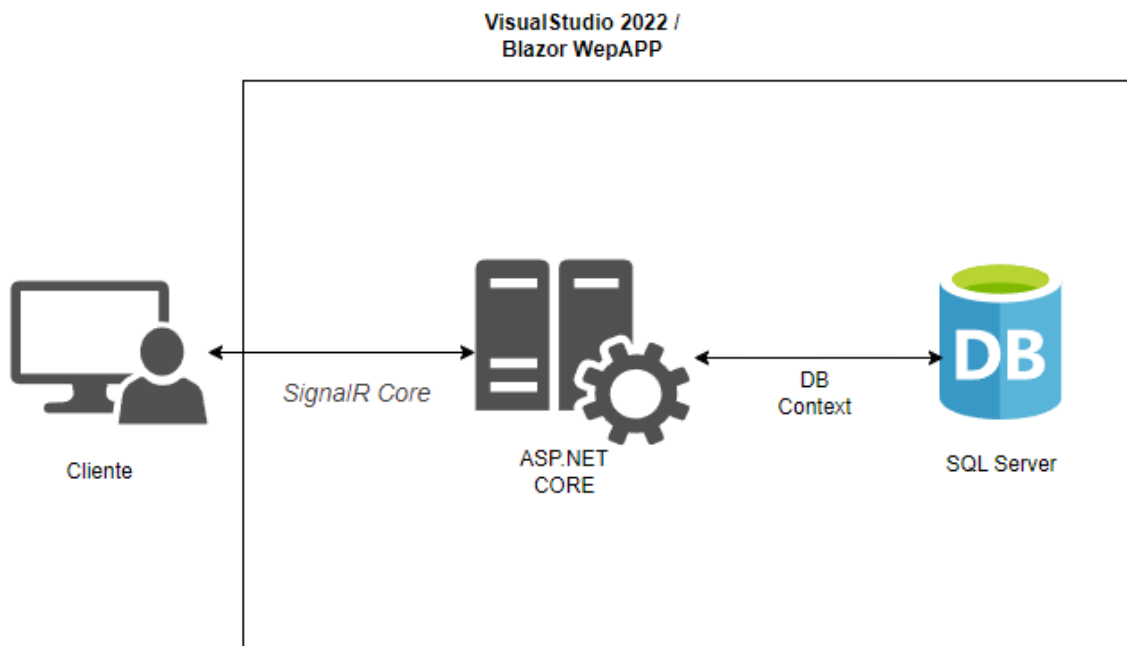 VisualStudio 2022 /
Blazor WepAPP
SignalR Core
DB
Context
DB
Cliente
ASP.NET
CORE
SQL Server